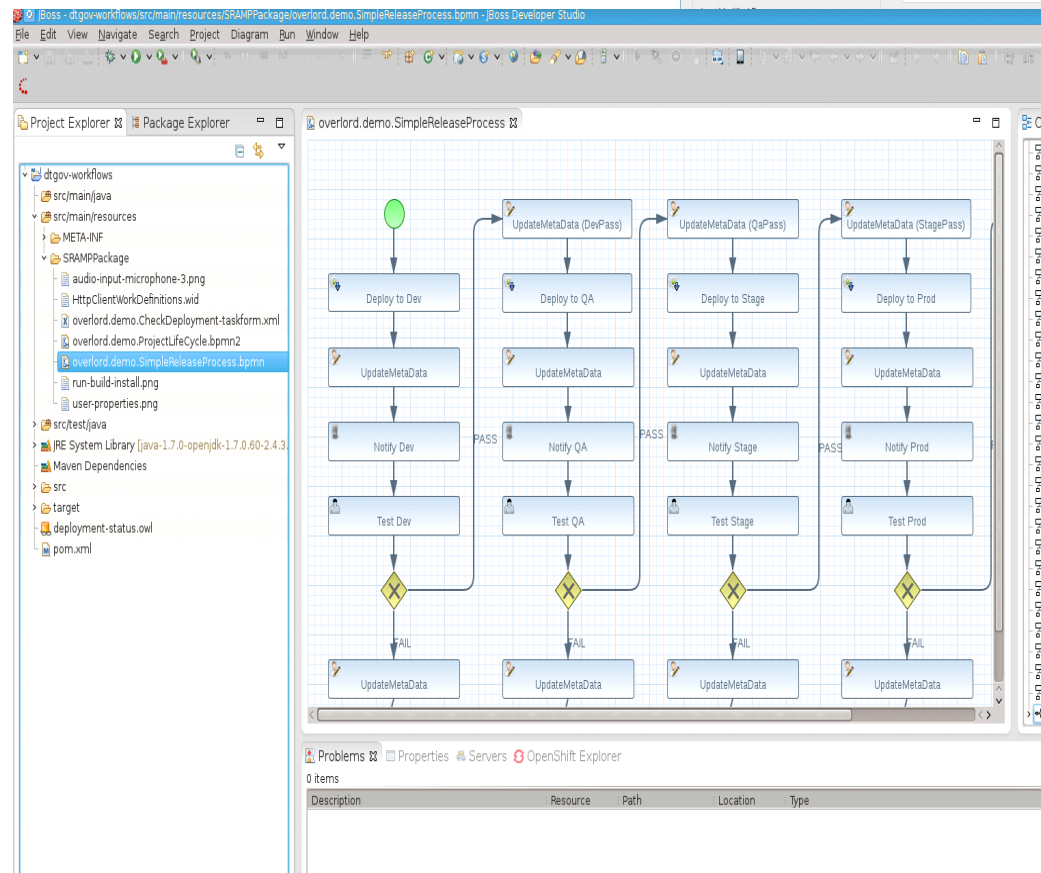 JBoss - dtgov-workflows/src/main/resources/SRAMPPackage/overlord.demo.SimpleReleaseProcess.bpmn - JBoss Developer Studio
File Edit View Navigate Search Project Diagram Run Window Help
Project Explorer Package Explorer
dtgov-workflows
src/main/java
src/main/resources
META-INF
SRAMPPackage
audio-input-microphone-3.png
HttpClientWorkDefinitions.wid
overlord.demo.CheckDeployment-taskform.xml
overlord.demo.ProjectLifeCycle.bpmn2
overlord.demo.SimpleReleaseProcess.bpmn
run-build-install.png
user-properties.png
src/test/java
JRE System Library [java-1.7.0-openjdk-1.7.0.60-2.4.3.
Maven Dependencies
src
target
deployment-status.owl
pom.xml
overlord.demo.SimpleReleaseProcess
UpdateMetaData (DevPass) UpdateMetaData (QaPass) UpdateMetaData (StagePass)
Deploy to Dev Deploy to QA Deploy to Stage Deploy to Prod
UpdateMetaData UpdateMetaData UpdateMetaData UpdateMetaData
Notify Dev PASS Notify QA PASS Notify Stage PASS Notify Prod
Test Dev Test QA Test Stage Test Prod
FAIL FAIL FAIL FAIL
UpdateMetaData UpdateMetaData UpdateMetaData UpdateMetaData
Problems Properties Servers OpenShift Explorer
0 items
Description Resource Path Location Type